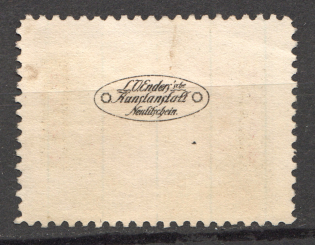 L.V. Enders'sche
Kunstanstalt
Neutitschein.